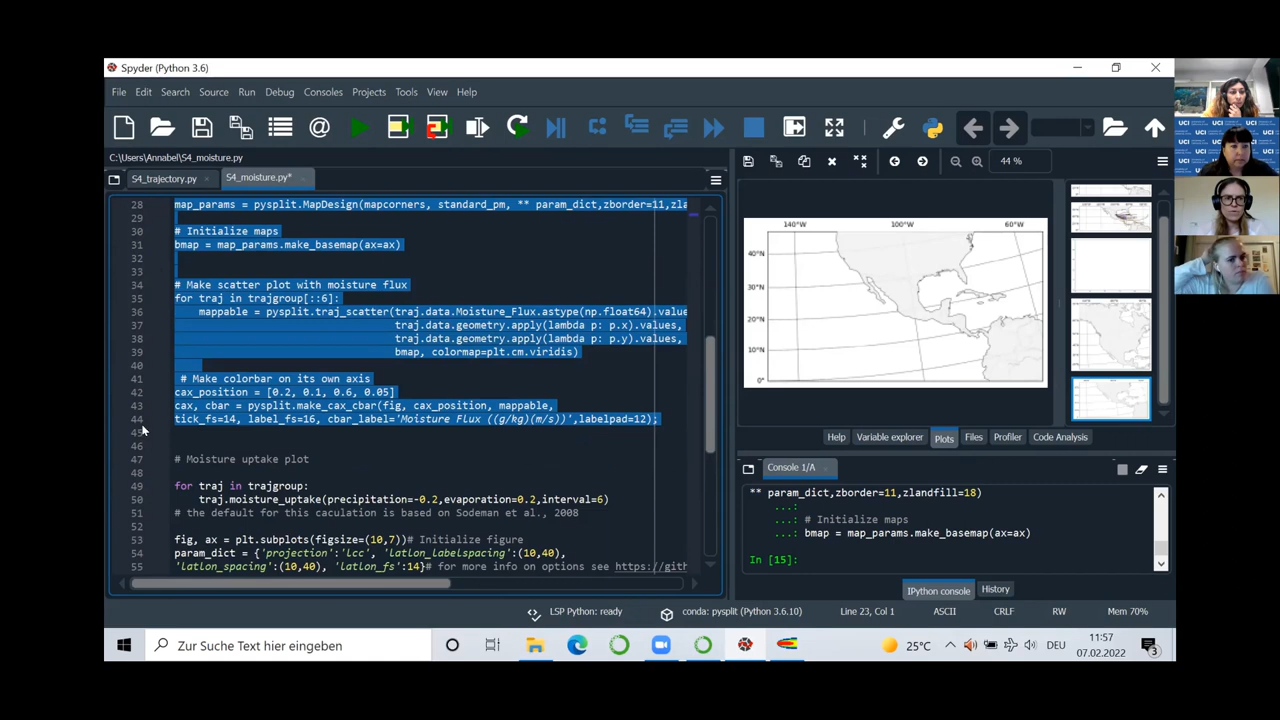 Spyder (Python 3.6)
File Edit Search Source Run Debug Consoles Projects Tools View Help
C:\Users\Annabel\S4_moisture.py
44 %
S4_trajectory.py
S4_moisture.py*
28 map_params = pysplit.MapDesign(mapcorners, standard_pm, ** param_dict,zborder=11,zla
29
30 # Initialize maps
31 bmap = map_params.make_basemap(ax=ax)
32
33
34 # Make scatter plot with moisture flux
35 for traj in trajgroup[::6]:
36 mappable = pysplit.traj_scatter(traj.data.Moisture_Flux.astype(np.float64).value
37 traj.data.geometry.apply(lambda p: p.x).values,
38 traj.data.geometry.apply(lambda p: p.y).values,
39 bmap, colormap=plt.cm.viridis)
40
41 # Make colorbar on its own axis
42 cax_position = [0.2, 0.1, 0.6, 0.05]
43 cax, cbar = pysplit.make_cax_cbar(fig, cax_position, mappable,
44 tick_fs=14, label_fs=16, cbar_label='Moisture Flux ((g/kg)(m/s))',labelpad=12);
45
46
47 # Moisture uptake plot
48
49 for traj in trajgroup:
50 traj.moisture_uptake(precipitation=-0.2,evaporation=0.2,interval=6)
51 # the default for this caculation is based on Sodeman et al., 2008
52
53 fig, ax = plt.subplots(figsize=(10,7))# Initialize figure
54 param_dict = {'projection':'lcc', 'latlon_labelspacing':(10,40),
55 'latlon_spacing':(10,40), 'latlon_fs':14}# for more info on options see https://gith
140°W 100°W 60°W
40°N
30°N
20°N
10°N
0°
Help Variable explorer Plots Files Profiler Code Analysis
Console 1/A
** param_dict,zborder=11,zlandfill=18)
...:
...: # Initialize maps
...: bmap = map_params.make_basemap(ax=ax)
In [15]:
IPython console History
LSP Python: ready conda: pysplit (Python 3.6.10) Line 23, Col 1 ASCII CRLF RW Mem 70%
Zur Suche Text hier eingeben
25°C
DEU
11:57
07.02.2022
3
UCI
UCI
UCI
UCI